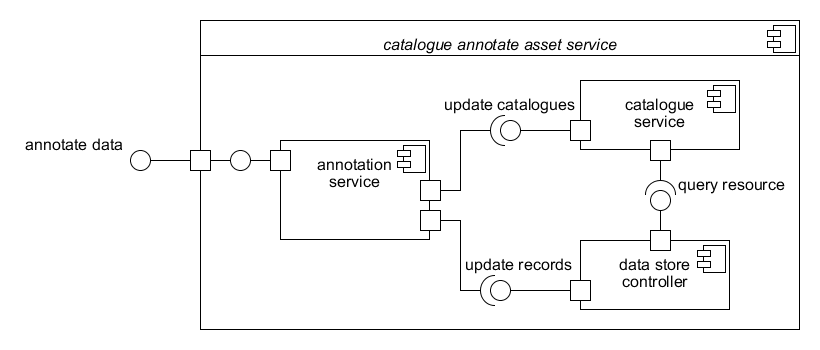 catalogue annotate asset service
annotate data
annotation
service
update catalogues
catalogue
service
query resource
update records
data store
controller